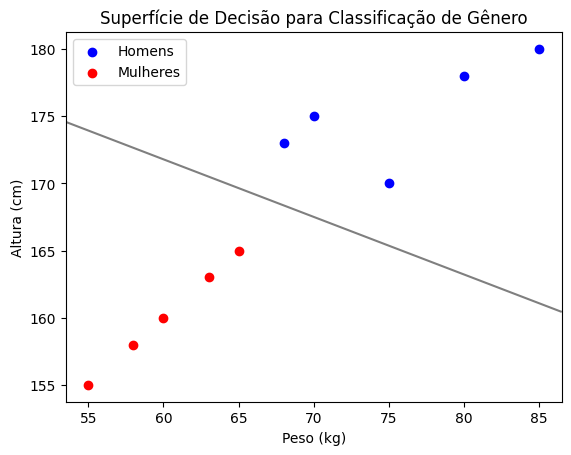 Superfície de Decisão para Classificação de Gênero
Homens
Mulheres
Altura (cm)
180
175
170
165
160
155
55 60 65 70 75 80 85
Peso (kg)